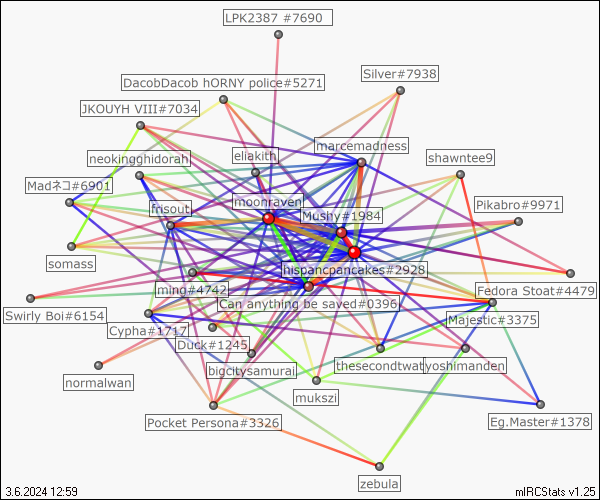 LPK2387 #7690
Silver#7938
DacobDacob hORNY police#5271
JKOUYH VIII#7034
marcemadness
eliakith
neokingghidorah
shawntee9
Madネコ#6901
moonraven
Pikabro#9971
frisout
Mushy#1984
somass
hispancpancakes#2928
ming#4742
Fedora Stoat#4479
Can anything be saved#0396
Swirly Boi#6154
Majestic#3375
Cypha#1717
Duck#1245
thesecondtwat
yoshimanden
bigcitysamurai
normalwan
mukszi
Pocket Persona#3326
Eg.Master#1378
zebula
3.6.2024 12:59
mIRCStats v1.25